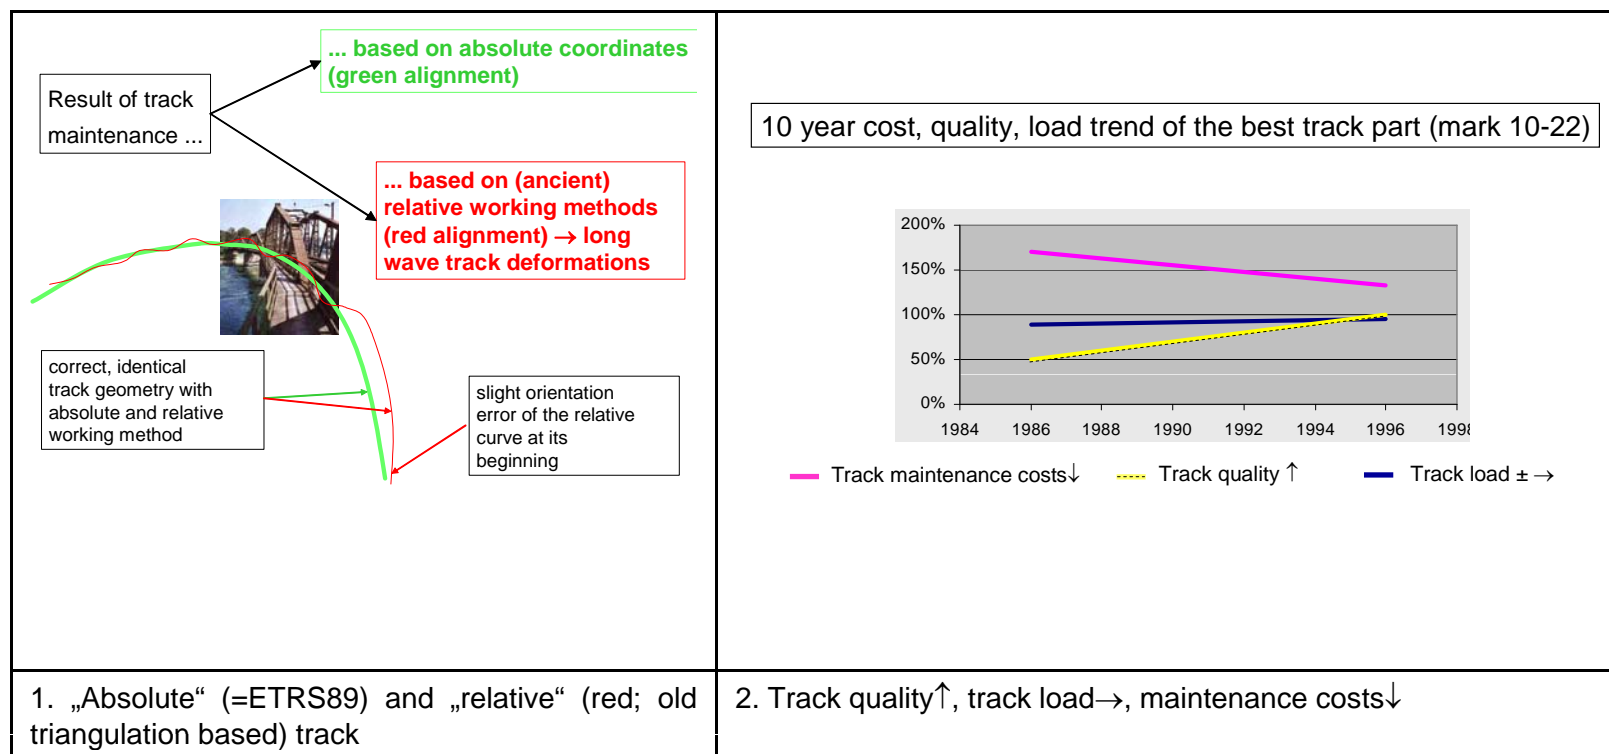 ... based on absolute coordinates
(green alignment)
Result of track
maintenance ...
... based on (ancient)
relative working methods
(red alignment) → long
wave track deformations
correct, identical
track geometry with
absolute and relative
working method
slight orientation
error of the relative
curve at its
beginning
10 year cost, quality, load trend of the best track part (mark 10-22)
200%
150%
100%
50%
0%
1984 1986 1988 1990 1992 1994 1996 1998
Track maintenance costs↓ Track quality ↑ Track load ± →
1. „Absolute“ (=ETRS89) and „relative“ (red; old
triangulation based) track
2. Track quality↑, track load→, maintenance costs↓